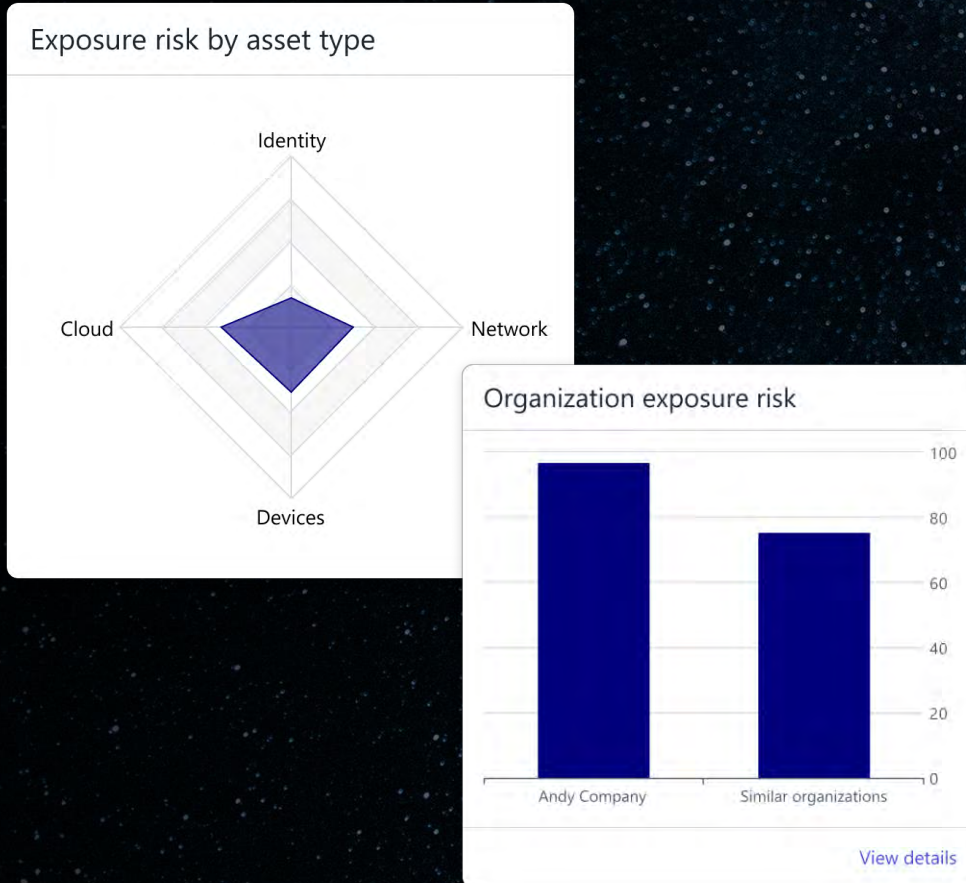 Exposure risk by asset type
Identity
Cloud
Network
Devices
Organization exposure risk
100
80
60
40
20
0
Andy Company
Similar organizations
View details